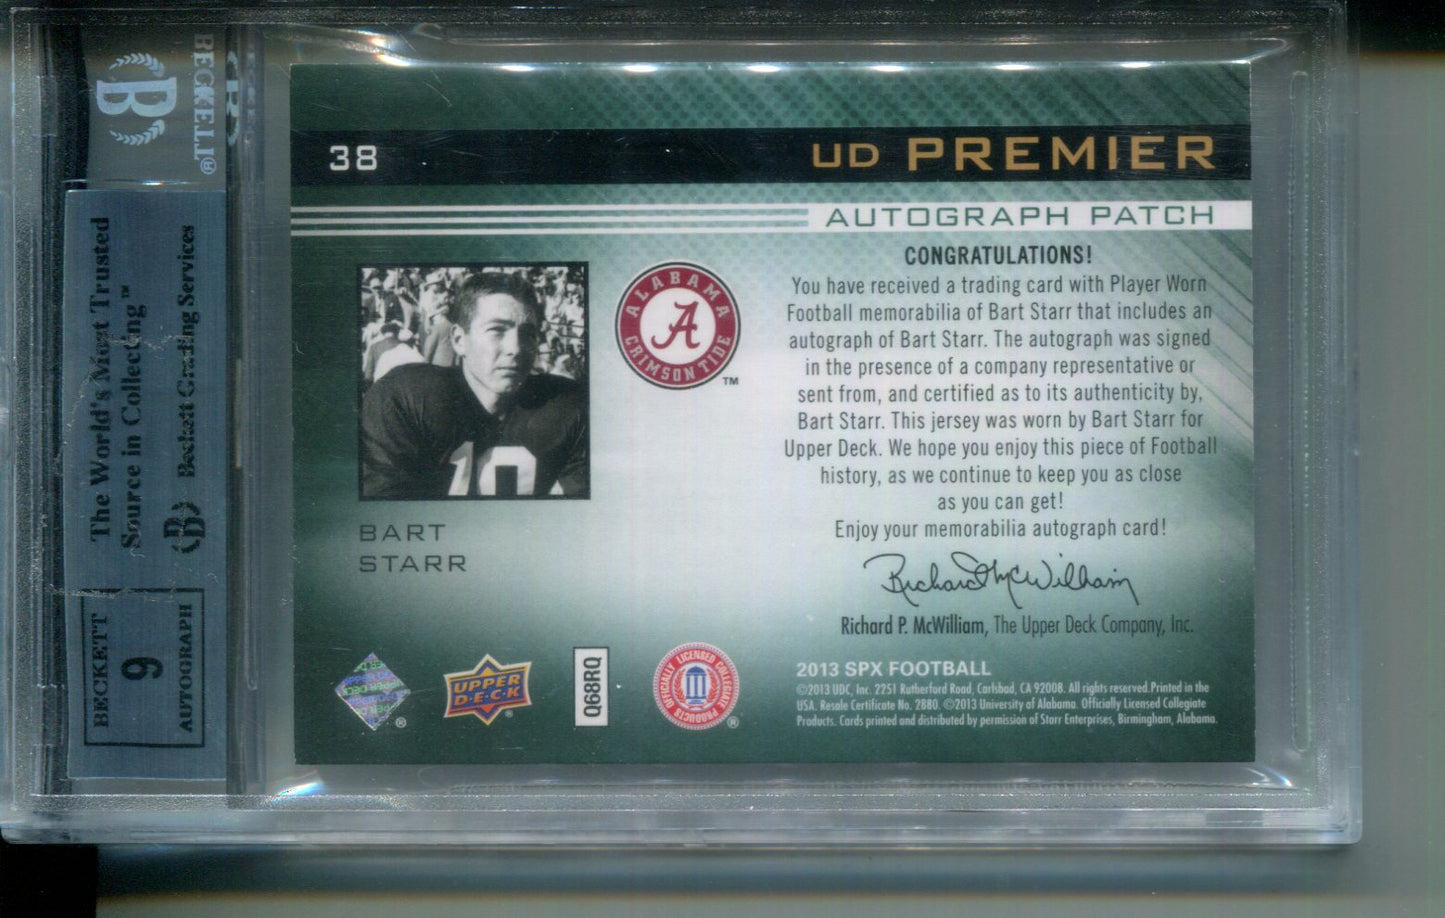 BECKETT®
The World's Most Trusted
Source in Collecting™
Beckett Grading Services
BECKETT
9
AUTOGRAPH
38
UD PREMIER
AUTOGRAPH PATCH
CONGRATULATIONS!
You have received a trading card with Player Worn
Football memorabilia of Bart Starr that includes an
autograph of Bart Starr. The autograph was signed
in the presence of a company representative or
sent from, and certified as to its authenticity by,
Bart Starr. This jersey was worn by Bart Starr for
Upper Deck. We hope you enjoy this piece of Football
history, as we continue to keep you as close
as you can get!
Enjoy your memorabilia autograph card!
Richard McWilliam
Richard P. McWilliam, The Upper Deck Company, Inc.
ALABAMA
A
CRIMSON TIDE
TM
10
BART
STARR
UPPER
D·E·C·K
Q68RQ
OFFICIALLY LICENSED COLLEGIATE PRODUCTS
2013 SPX FOOTBALL
©2013 UDC, Inc. 2251 Rutherford Road, Carlsbad, CA 92008. All rights reserved. Printed in the
USA. Resale Certificate No. 2880. ©2013 University of Alabama. Officially Licensed Collegiate
Products. Cards printed and distributed by permission of Starr Enterprises, Birmingham, Alabama.